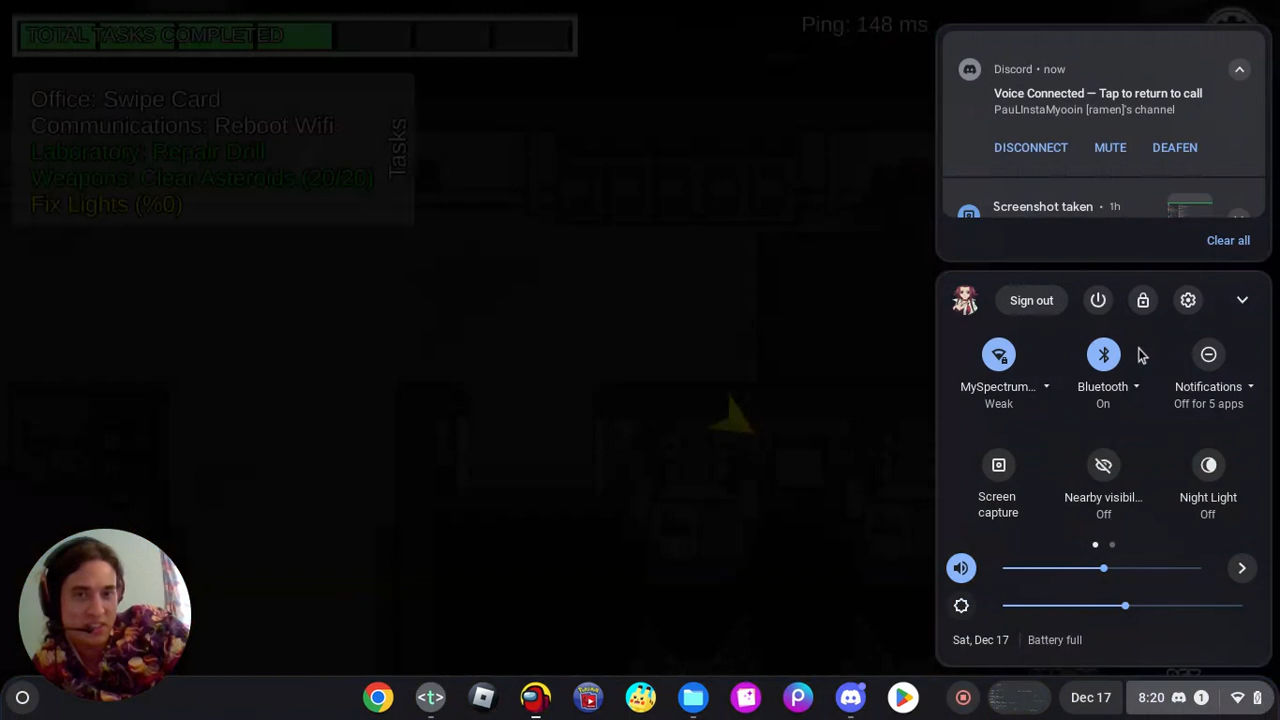 TOTAL TASKS COMPLETED
Ping: 148 ms
Office: Swipe Card
Communications: Reboot Wifi
Laboratory: Repair Drill
Weapons: Clear Asteroids (20/20)
Fix Lights (%0)
Tasks
Discord • now
Voice Connected — Tap to return to call
PaulInstaMyooin [ramen]'s channel
DISCONNECT MUTE DEAFEN
Screenshot taken • 1h
Clear all
Sign out
MySpectrum... Bluetooth Notifications
Weak On Off for 5 apps
Screen capture
Nearby visibil... Night Light
Off Off
Sat, Dec 17 Battery full
<t> Dec 17 8:20 1